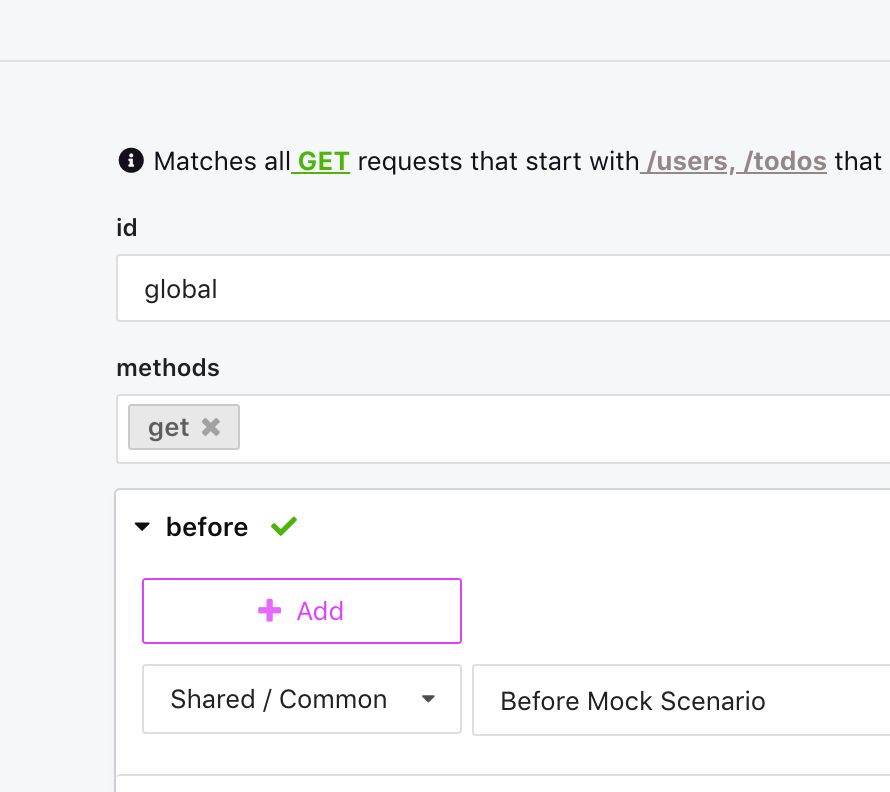 Matches all GET requests that start with /users, /todos that
id
global
methods
get
before
Add
Shared / Common
Before Mock Scenario